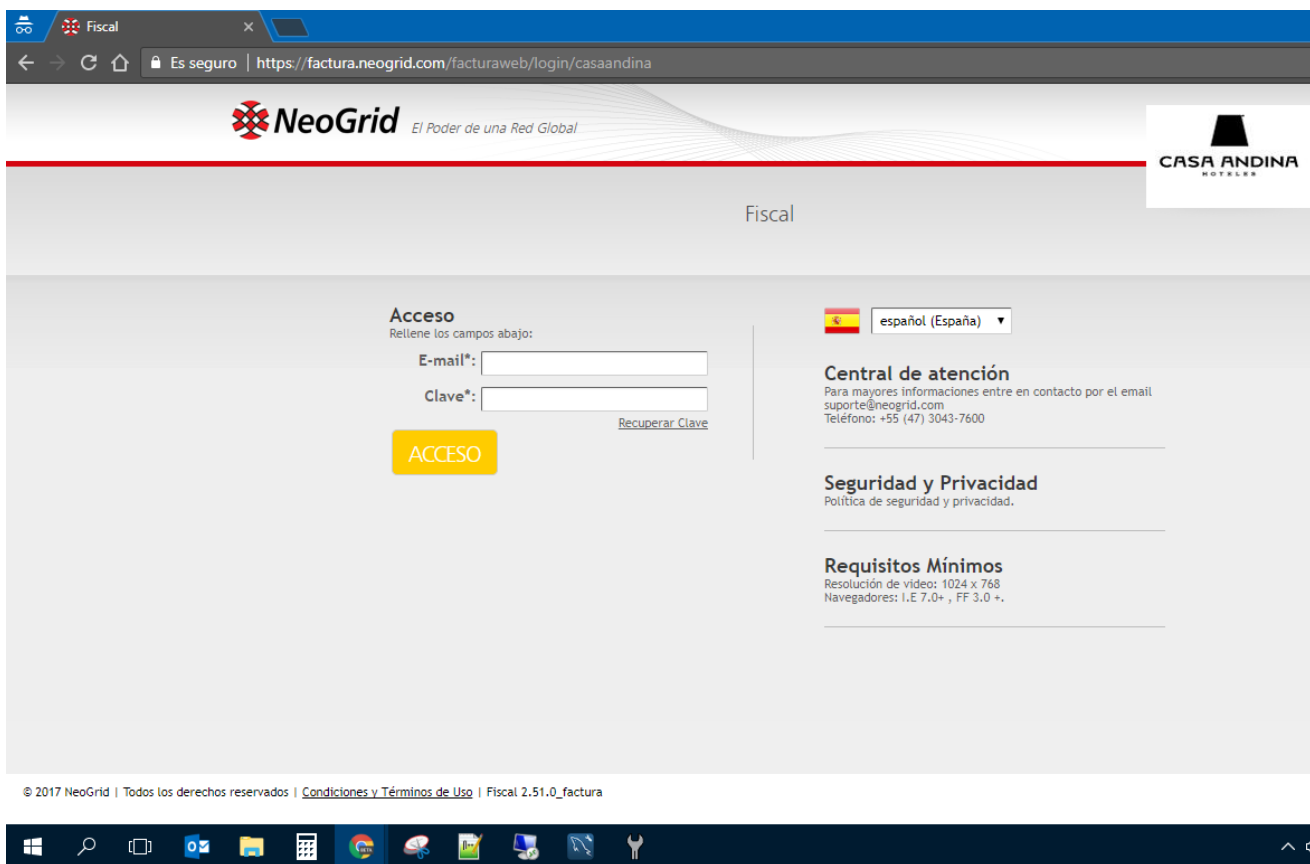 Fiscal
Es seguro | https://factura.neogrid.com/facturaweb/login/casaandina
NeoGrid El Poder de una Red Global
CASA ANDINA
HOTELES
Fiscal
Acceso
Rellene los campos abajo:
E-mail*:
Clave*:
Recuperar Clave
ACCESO
español (España)
Central de atención
Para mayores informaciones entre en contacto por el email
suporte@neogrid.com
Teléfono: +55 (47) 3043-7600
Seguridad y Privacidad
Política de seguridad y privacidad.
Requisitos Mínimos
Resolución de video: 1024 x 768
Navegadores: I.E 7.0+ , FF 3.0 +.
© 2017 NeoGrid | Todos los derechos reservados | Condiciones y Términos de Uso | Fiscal 2.51.0_factura